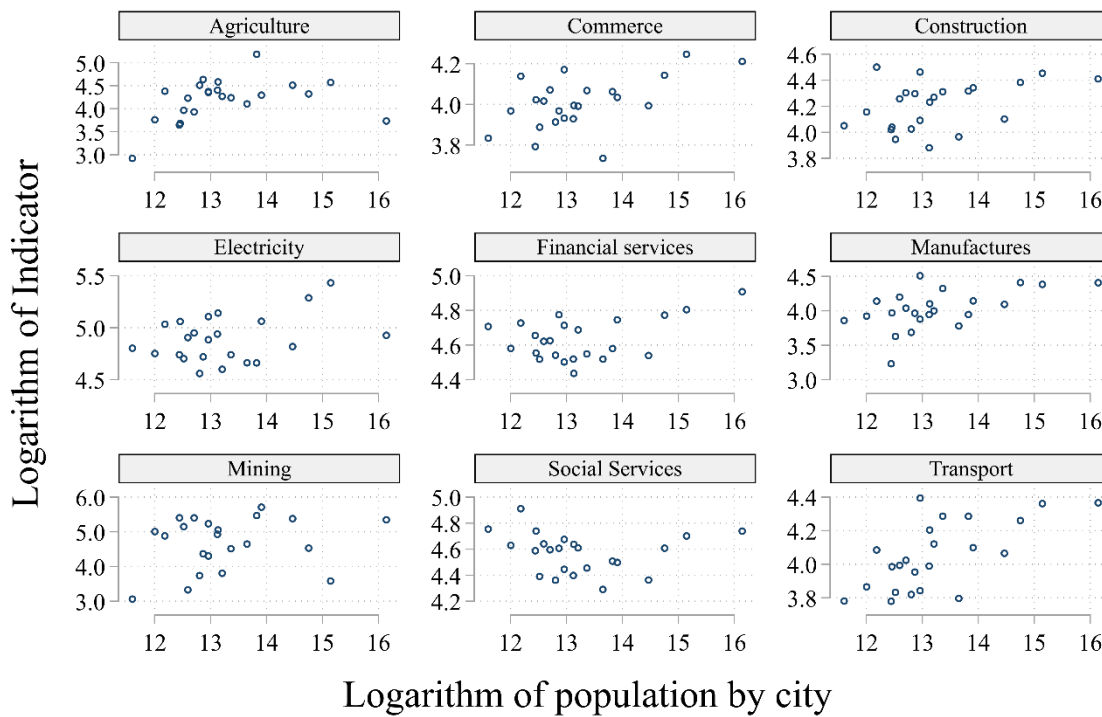 Agriculture Commerce Construction
5.0 4.2 4.6
4.5 4.4
4.0 4.0 4.2
3.5 4.0
3.0 3.8 3.8
12 13 14 15 16 12 13 14 15 16 12 13 14 15 16
Electricity Financial services Manufactures
5.5 5.0 4.5
4.8 4.0
5.0 4.6 3.5
4.5 4.4 3.0
12 13 14 15 16 12 13 14 15 16 12 13 14 15 16
Mining Social Services Transport
6.0 5.0 4.4
5.0 4.8 4.2
4.6
4.0 4.4 4.0
3.0 4.2 3.8
12 13 14 15 16 12 13 14 15 16 12 13 14 15 16
Logarithm of Indicator
Logarithm of population by city